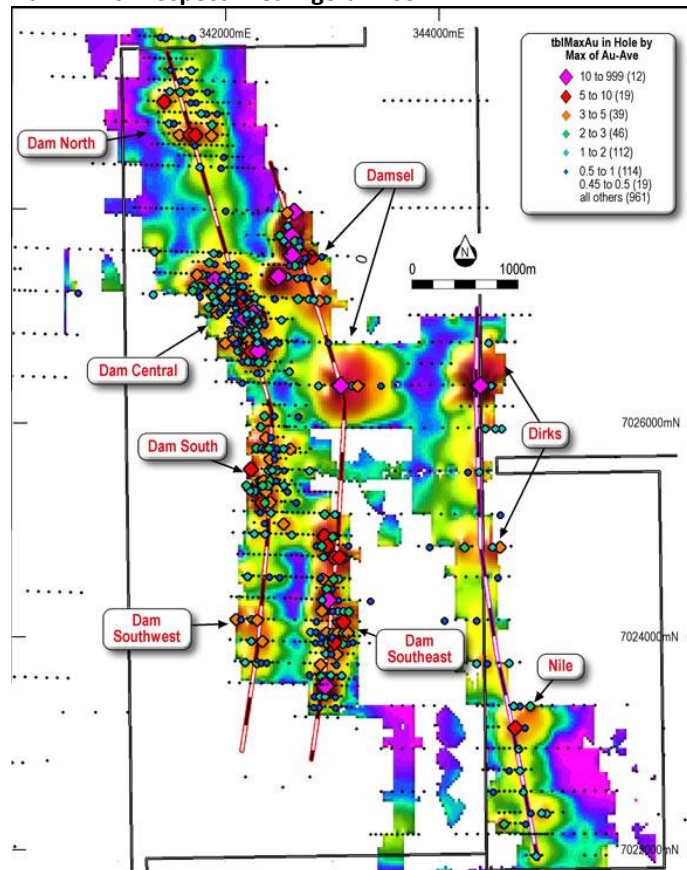 342000mE
344000mE
tblMaxAu in Hole by
Max of Au-Ave
10 to 999 (12)
5 to 10 (19)
3 to 5 (39)
2 to 3 (46)
1 to 2 (112)
0.5 to 1 (114)
0.45 to 0.5 (19)
all others (961)
Dam North
Damsel
N
0
1000m
0
Dam Central
7026000mN
Dirks
Dam South
Dam
Southwest
Dam
Southeast
7024000mN
Nile
7022000mN